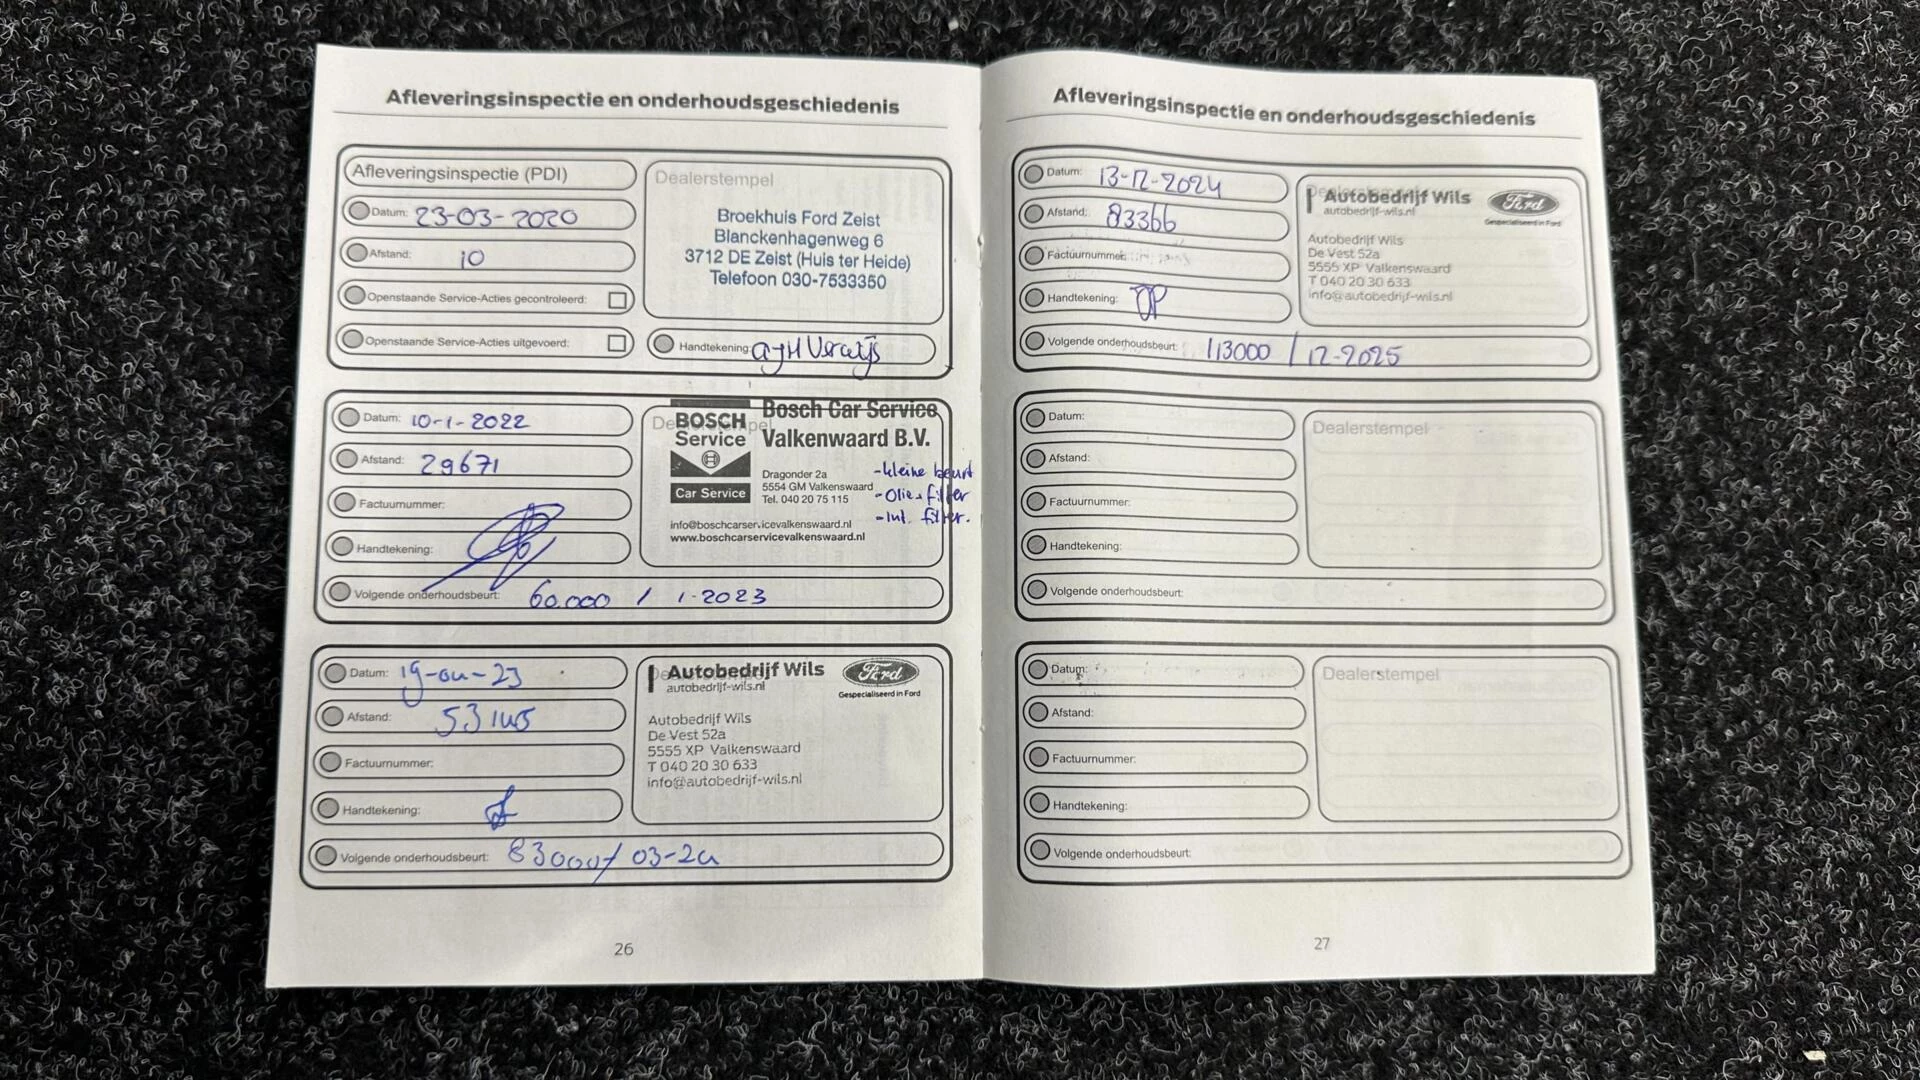 Afleveringsinspectie en onderhoudsgeschiedenis
Afleveringsinspectie (PDI)
Datum: 23-03-2020
Afstand: 10
Openstaande Service-Acties gecontroleerd:
Openstaande Service-Acties uitgevoerd:
Dealerstempel
Broekhuis Ford Zeist
Blanckenhagenweg 6
3712 DE Zeist (Huis ter Heide)
Telefoon 030-7533350
Handtekening:
Datum: 10-1-2022
Afstand: 29671
Factuurnummer:
Handtekening:
Volgende onderhoudsbeurt: 60.000 / 1-2023
BOSCH
Service
Car Service
Bosch Car Service
Valkenwaard B.V.
Dragonder 2a
5554 GM Valkenswaard
Tel. 040 20 75 115
info@boschcarservicevalkenswaard.nl
www.boschcarservicevalkenswaard.nl
-kleine beurt
-Olie+filter
-Int. filter.
Datum: 19-04-23
Afstand: 53145
Factuurnummer:
Handtekening:
Volgende onderhoudsbeurt: 83000/ 03-24
Autobedrijf Wils
autobedrijf-wils.nl
Ford
Gespecialiseerd in Ford
Autobedrijf Wils
De Vest 52a
5555 XP Valkenswaard
T 040 20 30 633
info@autobedrijf-wils.nl
26
Afleveringsinspectie en onderhoudsgeschiedenis
Datum: 13-12-2024
Afstand: 83366
Factuurnummer:
Handtekening:
Volgende onderhoudsbeurt: 113000 / 12-2025
Autobedrijf Wils
autobedrijf-wils.nl
Ford
Gespecialiseerd in Ford
Autobedrijf Wils
De Vest 52a
5555 XP Valkenswaard
T 040 20 30 633
info@autobedrijf-wils.nl
Datum:
Afstand:
Factuurnummer:
Handtekening:
Volgende onderhoudsbeurt:
Dealerstempel
Datum:
Afstand:
Factuurnummer:
Handtekening:
Volgende onderhoudsbeurt:
Dealerstempel
27